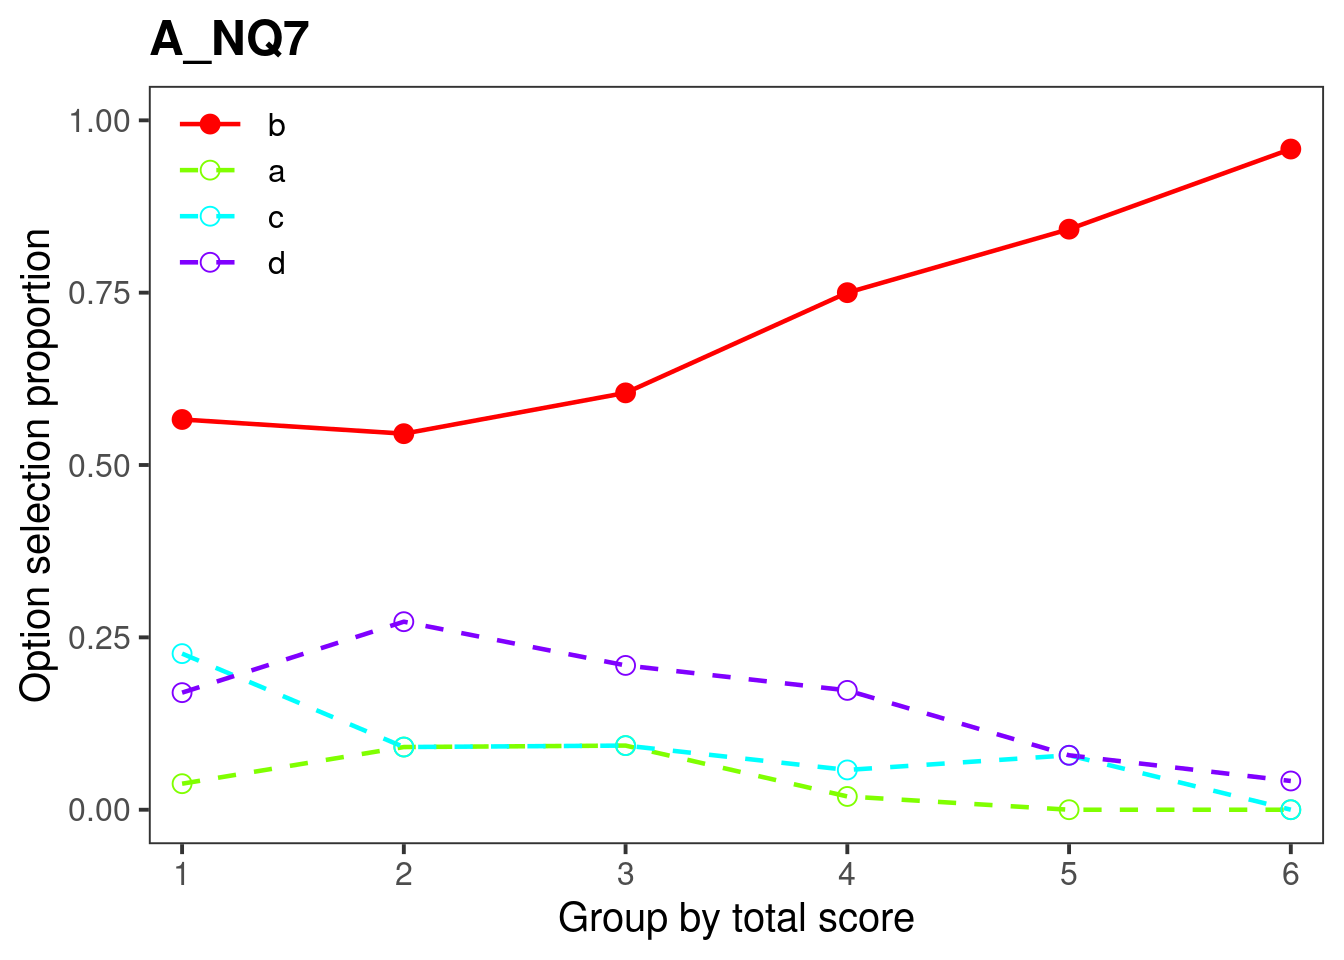 A_NQ7
b
a
c
d
1.00
0.75
0.50
0.25
0.00
Option selection proportion
1 2 3 4 5 6
Group by total score